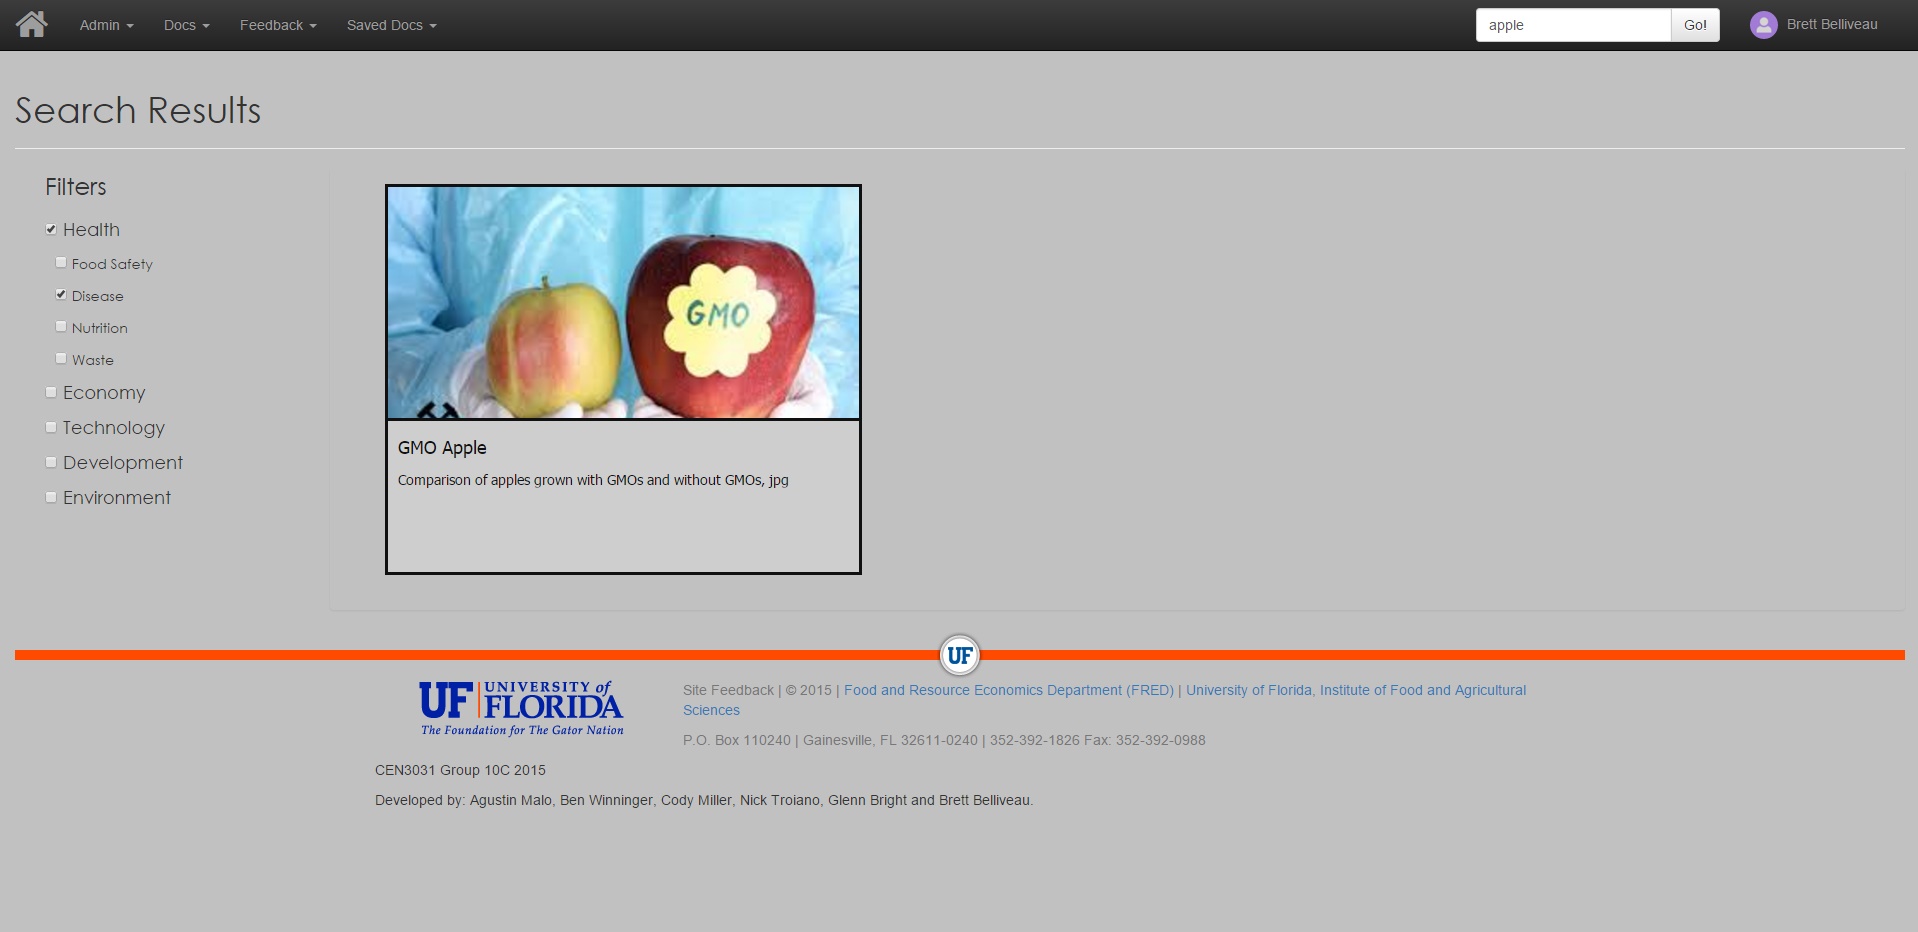 Admin
Docs
Feedback
Saved Docs
apple
Go!
Brett Belliveau
Search Results
Filters
Health
Food Safety
Disease
Nutrition
Waste
Economy
Technology
Development
Environment
GMO
GMO Apple
Comparison of apples grown with GMOs and without GMOs, jpg
UF
UF UNIVERSITY of
FLORIDA
The Foundation for The Gator Nation
Site Feedback | © 2015 | Food and Resource Economics Department (FRED) | University of Florida, Institute of Food and Agricultural
Sciences
P.O. Box 110240 | Gainesville, FL 32611-0240 | 352-392-1826 Fax: 352-392-0988
CEN3031 Group 10C 2015
Developed by: Agustin Malo, Ben Winninger, Cody Miller, Nick Troiano, Glenn Bright and Brett Belliveau.